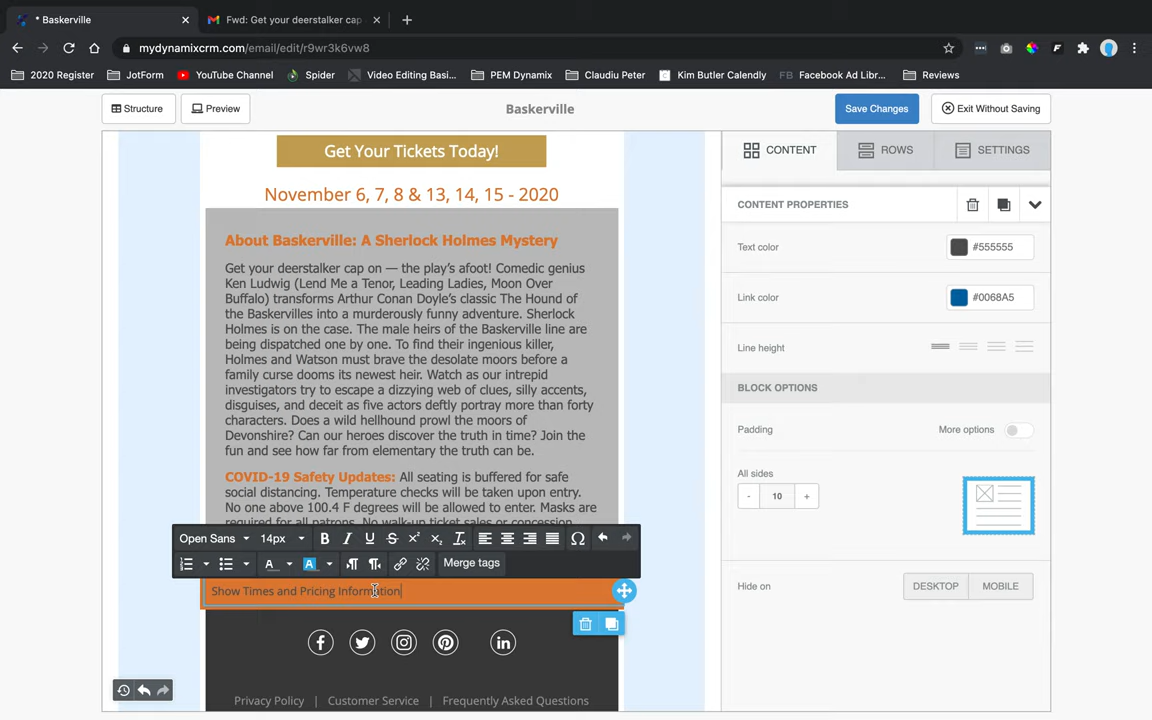 * Baskerville
Fwd: Get your deerstalker cap
mydynamixcrm.com/email/edit/r9wr3k6vw8
2020 Register
JotForm
YouTube Channel
Spider
Video Editing Basi...
PEM Dynamix
Claudiu Peter
Kim Butler Calendly
FB Facebook Ad Libr...
Reviews
Structure
Preview
Baskerville
Save Changes
Exit Without Saving
Get Your Tickets Today!
November 6, 7, 8 & 13, 14, 15 - 2020
About Baskerville: A Sherlock Holmes Mystery
Get your deerstalker cap on — the play's afoot! Comedic genius
Ken Ludwig (Lend Me a Tenor, Leading Ladies, Moon Over
Buffalo) transforms Arthur Conan Doyle's classic The Hound of
the Baskervilles into a murderously funny adventure. Sherlock
Holmes is on the case. The male heirs of the Baskerville line are
being dispatched one by one. To find their ingenious killer,
Holmes and Watson must brave the desolate moors before a
family curse dooms its newest heir. Watch as our intrepid
investigators try to escape a dizzying web of clues, silly accents,
disguises, and deceit as five actors deftly portray more than forty
characters. Does a wild hellhound prowl the moors of
Devonshire? Can our heroes discover the truth in time? Join the
fun and see how far from elementary the truth can be.
COVID-19 Safety Updates: All seating is buffered for safe
social distancing. Temperature checks will be taken upon entry.
No one above 100.4 F degrees will be allowed to enter. Masks are
required for all patrons. No walk-up ticket sales or concession
Open Sans
14px
Merge tags
Show Times and Pricing Information
Privacy Policy | Customer Service | Frequently Asked Questions
CONTENT
ROWS
SETTINGS
CONTENT PROPERTIES
Text color
#555555
Link color
#0068A5
Line height
BLOCK OPTIONS
Padding
More options
All sides
- 10 +
Hide on
DESKTOP
MOBILE